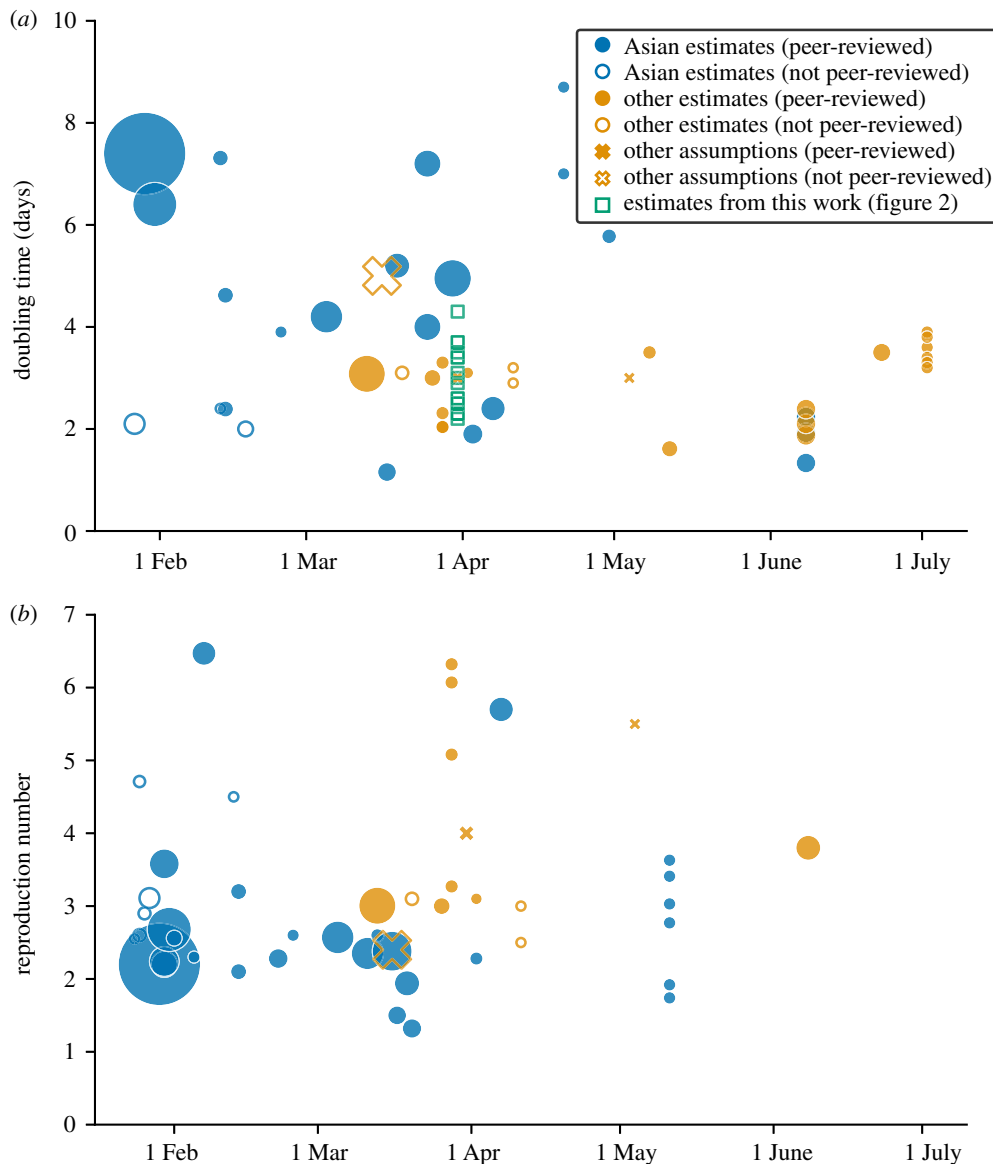 (a)
10
8
6
4
2
0
doubling time (days)
Asian estimates (peer-reviewed)
Asian estimates (not peer-reviewed)
other estimates (peer-reviewed)
other estimates (not peer-reviewed)
other assumptions (peer-reviewed)
other assumptions (not peer-reviewed)
estimates from this work (figure 2)
1 Feb 1 Mar 1 Apr 1 May 1 June 1 July
(b)
7
6
5
4
3
2
1
0
reproduction number
1 Feb 1 Mar 1 Apr 1 May 1 June 1 July